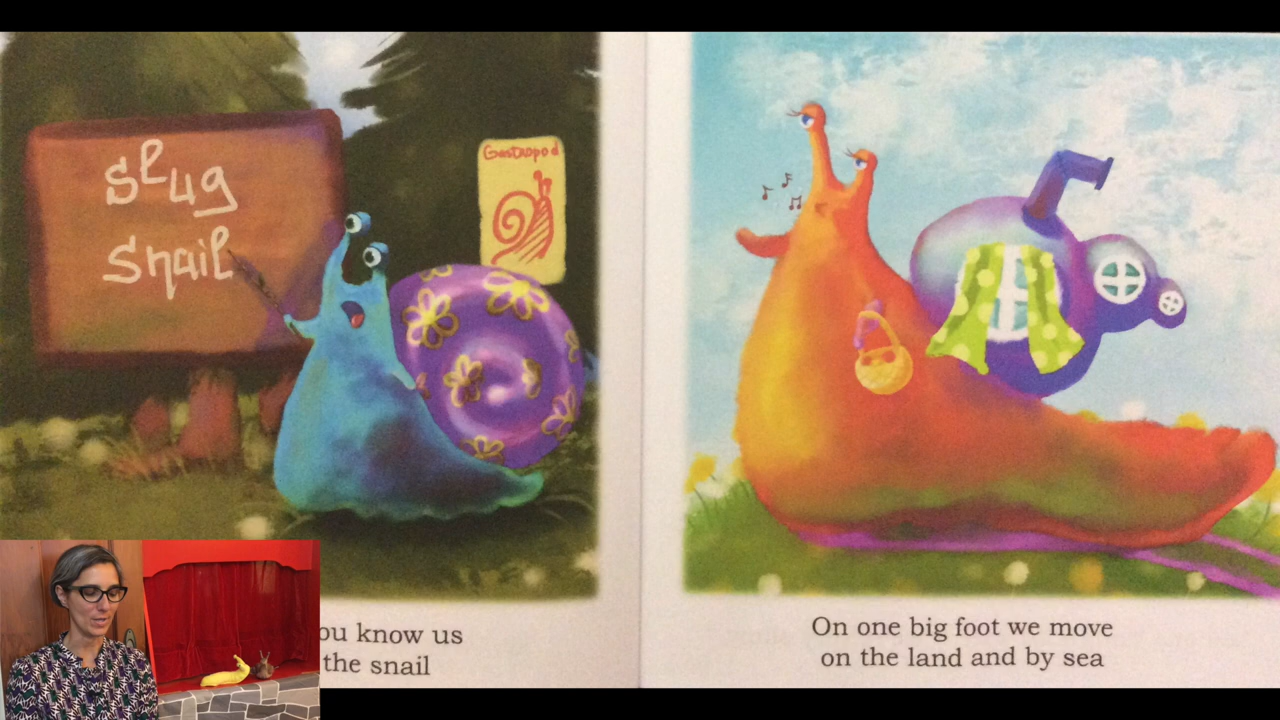 Slug
Snail
Gastropod
ou know us
the snail
On one big foot we move
on the land and by sea